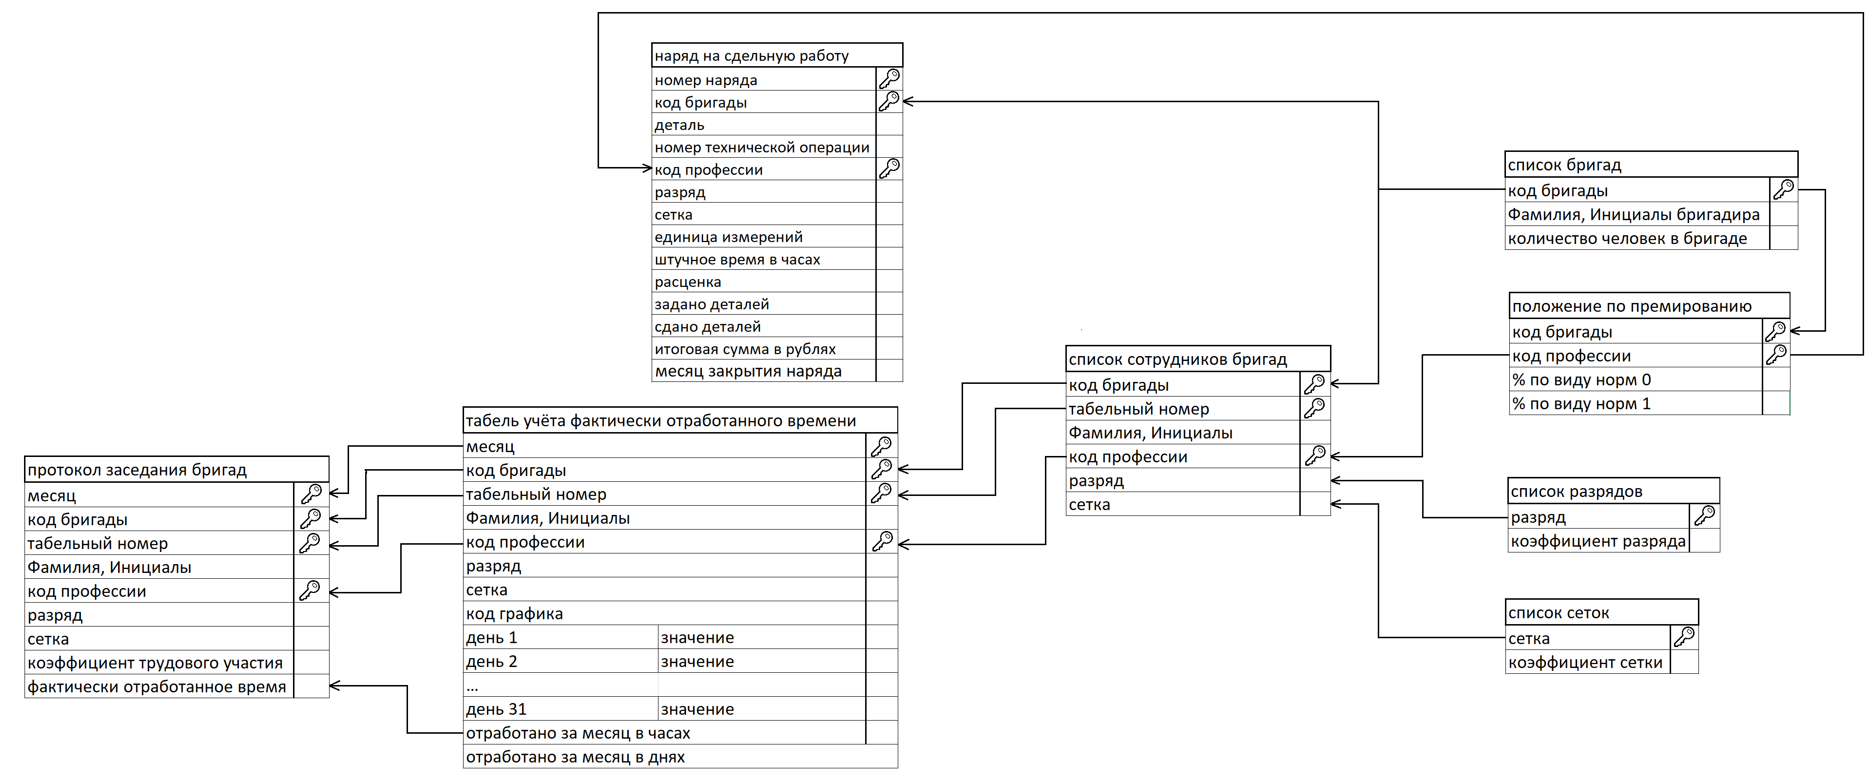 наряд на сдельную работу
номер наряда
код бригады
деталь
номер технической операции
код профессии
разряд
сетка
единица измерений
штучное время в часах
расценка
задано деталей
сдано деталей
итоговая сумма в рублях
месяц закрытия наряда
список бригад
код бригады
Фамилия, Инициалы бригадира
количество человек в бригаде
положение по премированию
код бригады
код профессии
% по виду норм 0
% по виду норм 1
список сотрудников бригад
код бригады
табельный номер
Фамилия, Инициалы
код профессии
разряд
сетка
табель учёта фактически отработанного времени
месяц
код бригады
табельный номер
Фамилия, Инициалы
код профессии
разряд
сетка
код графика
день 1 значение
день 2 значение
...
день 31 значение
отработано за месяц в часах
отработано за месяц в днях
протокол заседания бригад
месяц
код бригады
табельный номер
Фамилия, Инициалы
код профессии
разряд
сетка
коэффициент трудового участия
фактически отработанное время
список разрядов
разряд
коэффициент разряда
список сеток
сетка
коэффициент сетки